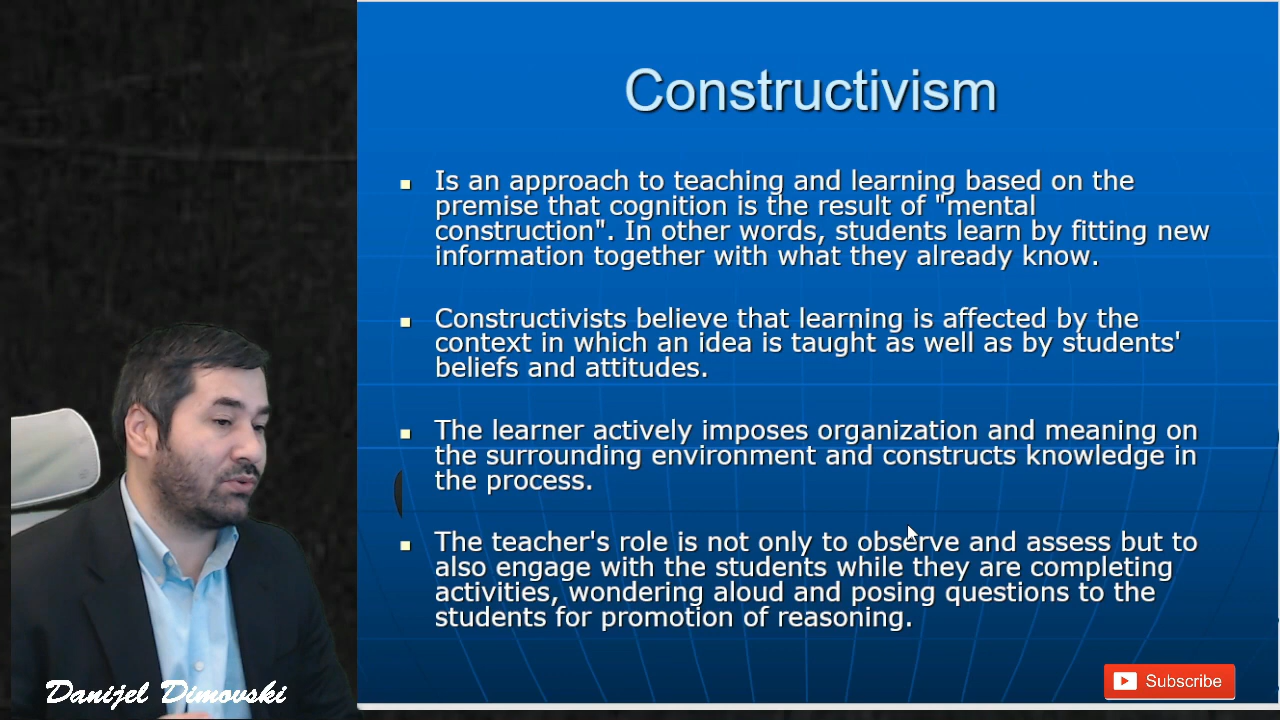 Constructivism
Is an approach to teaching and learning based on the
premise that cognition is the result of "mental
construction". In other words, students learn by fitting new
information together with what they already know.
Constructivists believe that learning is affected by the
context in which an idea is taught as well as by students'
beliefs and attitudes.
The learner actively imposes organization and meaning on
the surrounding environment and constructs knowledge in
the process.
The teacher's role is not only to observe and assess but to
also engage with the students while they are completing
activities, wondering aloud and posing questions to the
students for promotion of reasoning.
Danijel Dimovski
Subscribe